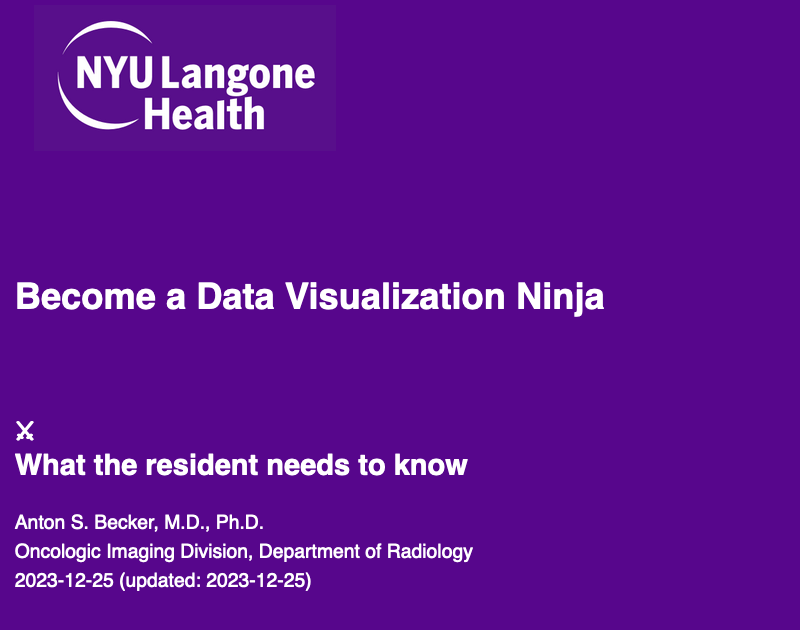 NYU Langone
Health
Become a Data Visualization Ninja
⚔
What the resident needs to know
Anton S. Becker, M.D., Ph.D.
Oncologic Imaging Division, Department of Radiology
2023-12-25 (updated: 2023-12-25)